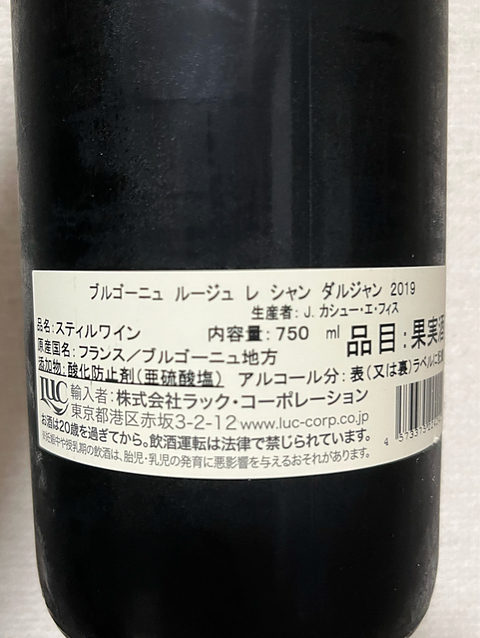 ブルゴーニュ ルージュ レ シャン ダルジャン 2019
生産者: J. カシュー・エ・フィス
品名:スティルワイン 内容量:750 ml 品目:果実酒
原産国名:フランス/ブルゴーニュ地方
添加物:酸化防止剤(亜硫酸塩) アルコール分:表(又は裏)ラベルに
LUC 輸入者:株式会社ラック・コーポレーション
東京都港区赤坂3-2-12 www.luc-corp.co.jp
お酒は20歳を過ぎてから。飲酒運転は法律で禁じられています。
※妊娠中や授乳期の飲酒は、胎児・乳児の発育に悪影響を与えるおそれがあります。